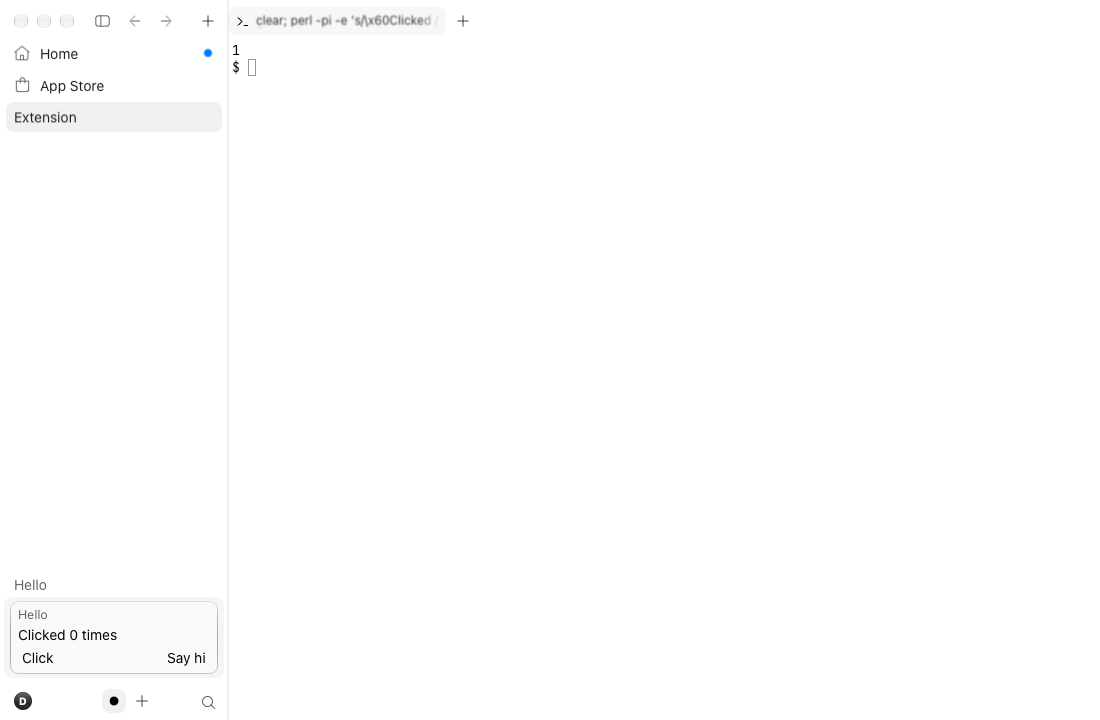 clear; perl -pi -e 's/\x60Clicked /
Home
App Store
Extension
1
$
Hello
Hello
Clicked 0 times
Click Say hi
D